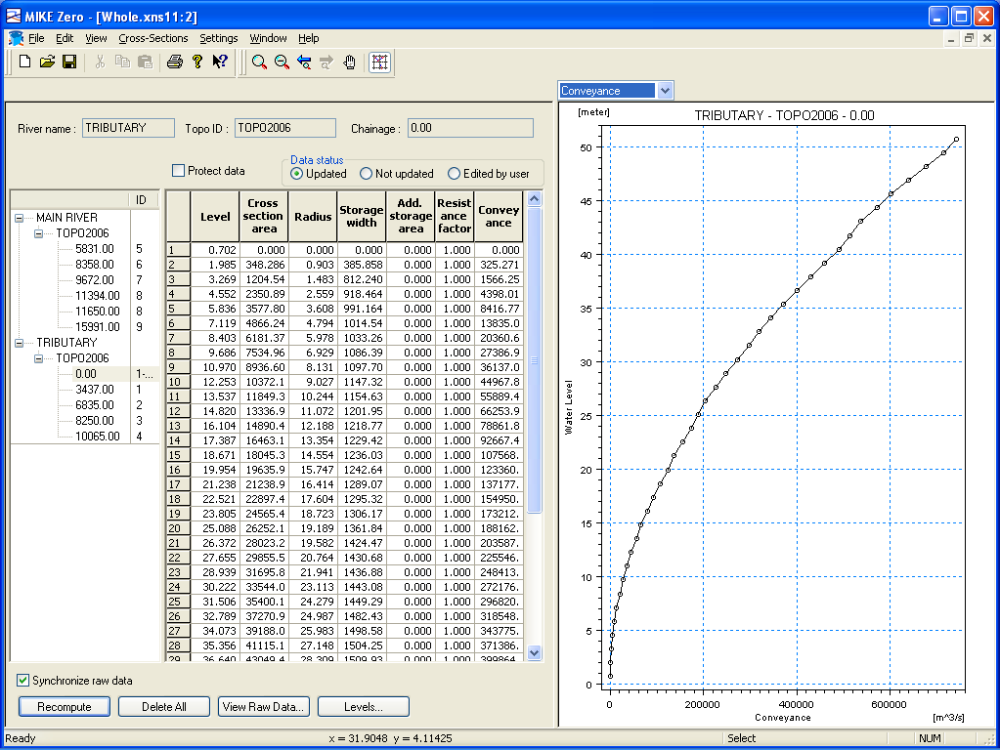 MIKE Zero - [Whole.xns11:2]
File Edit View Cross-Sections Settings Window Help
Conveyance
River name : TRIBUTARY Topo ID : TOPO2006 Chainage : 0.00
Protect data
Data status
Updated Not updated Edited by user
ID
MAIN RIVER
TOPO2006
5831.00 5
8358.00 6
9672.00 7
11394.00 8
11650.00 8
15991.00 9
TRIBUTARY
TOPO2006
0.00 1-...
3437.00 1
6835.00 2
8250.00 3
10065.00 4
Level Cross section area Radius Storage width Add. storage area Resist ance factor Convey ance
1 0.702 0.000 0.000 0.000 0.000 1.000 0.000
2 1.985 348.286 0.903 385.858 0.000 1.000 325.271
3 3.269 1204.54 1.483 812.240 0.000 1.000 1566.25
4 4.552 2350.89 2.559 918.464 0.000 1.000 4398.01
5 5.836 3577.80 3.608 991.164 0.000 1.000 8416.77
6 7.119 4866.24 4.794 1014.54 0.000 1.000 13835.0
7 8.403 6181.37 5.978 1033.26 0.000 1.000 20360.6
8 9.686 7534.96 6.929 1086.39 0.000 1.000 27386.9
9 10.970 8936.60 8.131 1097.70 0.000 1.000 36137.0
10 12.253 10372.1 9.027 1147.32 0.000 1.000 44967.8
11 13.537 11849.3 10.244 1154.63 0.000 1.000 55889.4
12 14.820 13336.9 11.072 1201.95 0.000 1.000 66253.9
13 16.104 14890.4 12.188 1218.77 0.000 1.000 78861.8
14 17.387 16463.1 13.354 1229.42 0.000 1.000 92667.4
15 18.671 18045.3 14.554 1236.03 0.000 1.000 107568.
16 19.954 19635.9 15.747 1242.64 0.000 1.000 123360.
17 21.238 21238.9 16.414 1289.07 0.000 1.000 137177.
18 22.521 22897.4 17.604 1295.32 0.000 1.000 154950.
19 23.805 24565.4 18.723 1306.17 0.000 1.000 173212.
20 25.088 26252.1 19.189 1361.84 0.000 1.000 188162.
21 26.372 28023.2 19.582 1424.47 0.000 1.000 203587.
22 27.655 29855.5 20.764 1430.68 0.000 1.000 225546.
23 28.939 31695.8 21.941 1436.88 0.000 1.000 248413.
24 30.222 33544.0 23.113 1443.08 0.000 1.000 272176.
25 31.506 35400.1 24.279 1449.29 0.000 1.000 296820.
26 32.789 37270.9 24.987 1482.43 0.000 1.000 318548.
27 34.073 39188.0 25.983 1498.58 0.000 1.000 343775.
28 35.356 41115.1 27.148 1504.25 0.000 1.000 371386.
29 36.640 43049.4 28.309 1509.93 0.000 1.000 399864.
Synchronize raw data
Recompute Delete All View Raw Data... Levels...
[meter] TRIBUTARY - TOPO2006 - 0.00
50
45
40
35
30
25
20
15
10
5
0
Water Level
0 200000 400000 600000
Conveyance [m^3/s]
Ready x = 31.9048 y = 4.11425 Select NUM